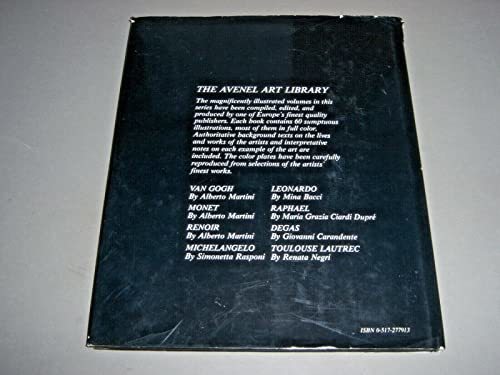 THE AVENEL ART LIBRARY
The magnificently illustrated volumes in this
series have been compiled, edited, and
produced by one of Europe's finest quality
publishers. Each book contains 60 sumptuous
illustrations, most of them in full color.
Authoritative background texts on the lives
and works of the artists and interpretative
notes on each example of the art are
included. The color plates have been carefully
reproduced from selections of the artists'
finest works.
VAN GOGH
By Alberto Martini
MONET
By Alberto Martini
RENOIR
By Alberto Martini
MICHELANGELO
By Simonetta Rasponi
LEONARDO
By Mina Bacci
RAPHAEL
By Maria Grazia Ciardi Dupré
DEGAS
By Giovanni Carandente
TOULOUSE LAUTREC
By Renata Negri
ISBN 0-517-277913